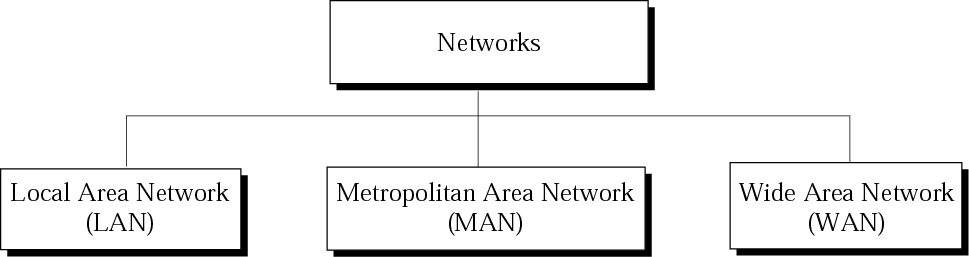 Networks
Local Area Network
(LAN)
Metropolitan Area Network
(MAN)
Wide Area Network
(WAN)